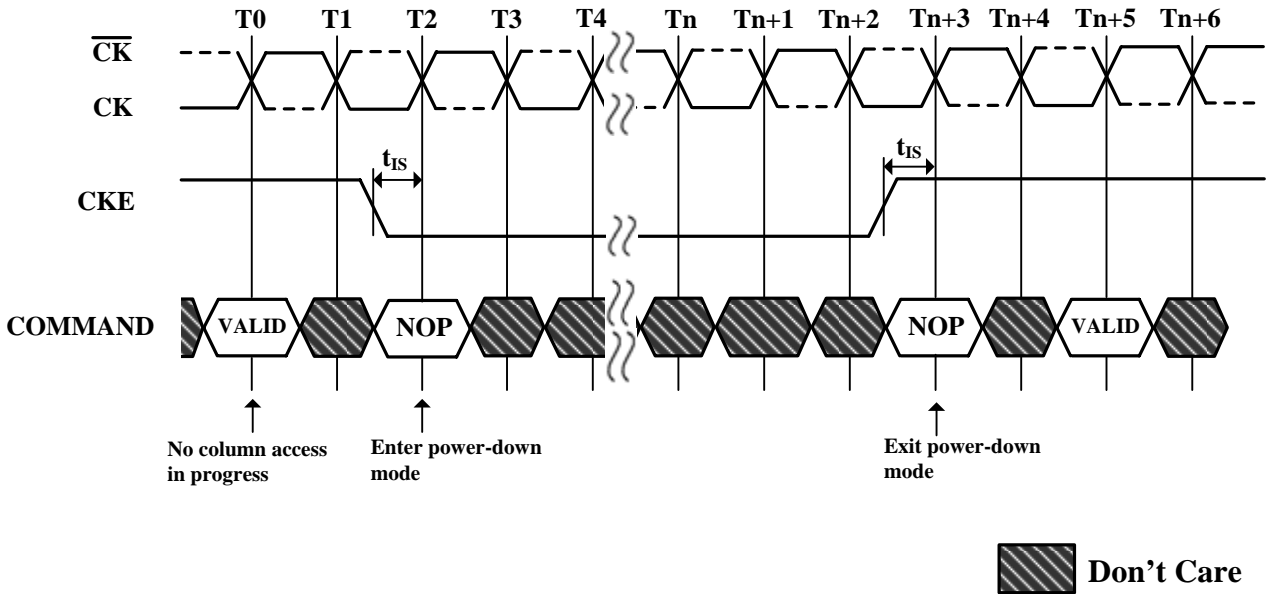 T0 T1 T2 T3 T4 Tn Tn+1 Tn+2 Tn+3 Tn+4 Tn+5 Tn+6
CK
CK
tIS tIS
CKE
COMMAND VALID NOP NOP VALID
No column access
in progress
Enter power-down
mode
Exit power-down
mode
Don't Care